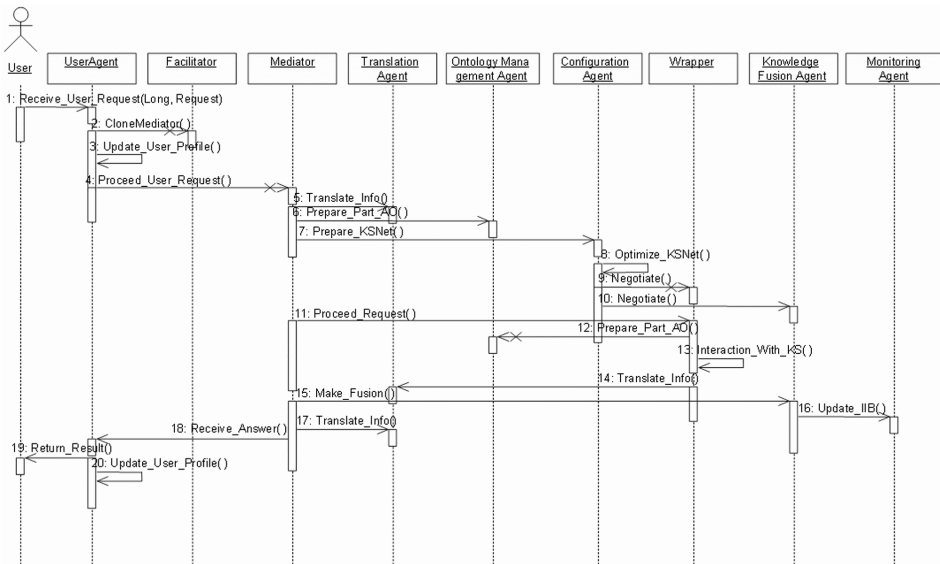 User
UserAgent
Facilitator
Mediator
Translation
Agent
Ontology Mana
gement Agent
Configuration
Agent
Wrapper
Knowledge
Fusion Agent
Monitoring
Agent
1: Receive_User_Request(Long, Request)
2: CloneMediator()
3: Update_User_Profile()
4: Proceed_User_Request()
5: Translate_Info()
6: Prepare_Part_AO()
7: Prepare_KSNet()
8: Optimize_KSNet()
9: Negotiate()
10: Negotiate()
11: Proceed_Request()
12: Prepare_Part_AO()
13: Interaction_With_KS()
14: Translate_Info()
15: Make_Fusion()
16: Update_IIB()
17: Translate_Info()
18: Receive_Answer()
19: Return_Result()
20: Update_User_Profile()